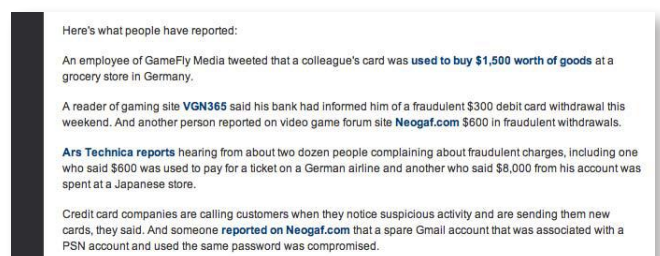 Here's what people have reported:
An employee of GameFly Media tweeted that a colleague's card was used to buy $1,500 worth of goods at a
grocery store in Germany.
A reader of gaming site VGN365 said his bank had informed him of a fraudulent $300 debit card withdrawal this
weekend. And another person reported on video game forum site Neogaf.com $600 in fraudulent withdrawals.
Ars Technica reports hearing from about two dozen people complaining about fraudulent charges, including one
who said $600 was used to pay for a ticket on a German airline and another who said $8,000 from his account was
spent at a Japanese store.
Credit card companies are calling customers when they notice suspicious activity and are sending them new
cards, they said. And someone reported on Neogaf.com that a spare Gmail account that was associated with a
PSN account and used the same password was compromised.